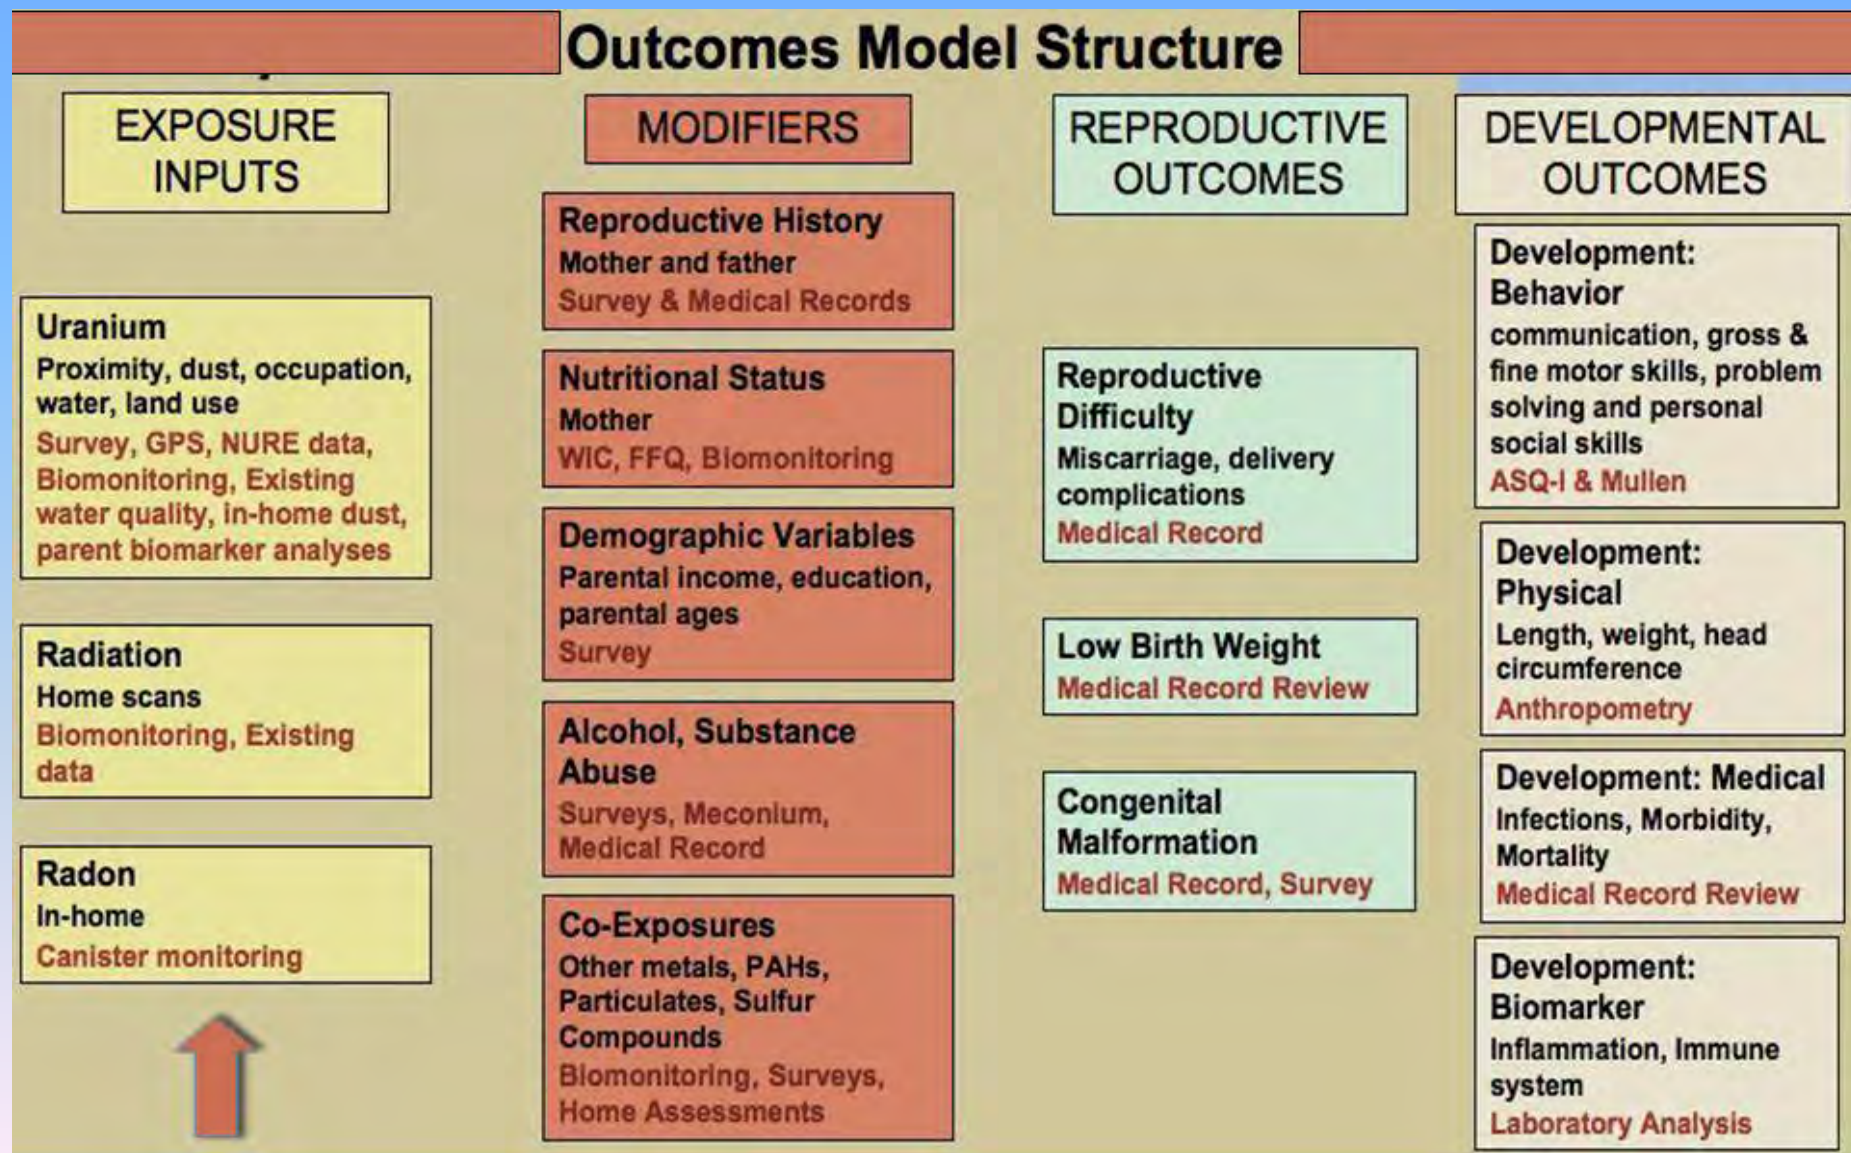 Outcomes Model Structure
EXPOSURE
INPUTS
Uranium
Proximity, dust, occupation,
water, land use
Survey, GPS, NURE data,
Biomonitoring, Existing
water quality, in-home dust,
parent biomarker analyses
Radiation
Home scans
Biomonitoring, Existing
data
Radon
In-home
Canister monitoring
MODIFIERS
Reproductive History
Mother and father
Survey & Medical Records
Nutritional Status
Mother
WIC, FFQ, Biomonitoring
Demographic Variables
Parental income, education,
parental ages
Survey
Alcohol, Substance
Abuse
Surveys, Meconium,
Medical Record
Co-Exposures
Other metals, PAHs,
Particulates, Sulfur
Compounds
Biomonitoring, Surveys,
Home Assessments
REPRODUCTIVE
OUTCOMES
Reproductive
Difficulty
Miscarriage, delivery
complications
Medical Record
Low Birth Weight
Medical Record Review
Congenital
Malformation
Medical Record, Survey
DEVELOPMENTAL
OUTCOMES
Development:
Behavior
communication, gross &
fine motor skills, problem
solving and personal
social skills
ASQ-I & Mullen
Development:
Physical
Length, weight, head
circumference
Anthropometry
Development: Medical
Infections, Morbidity,
Mortality
Medical Record Review
Development:
Biomarker
Inflammation, Immune
system
Laboratory Analysis